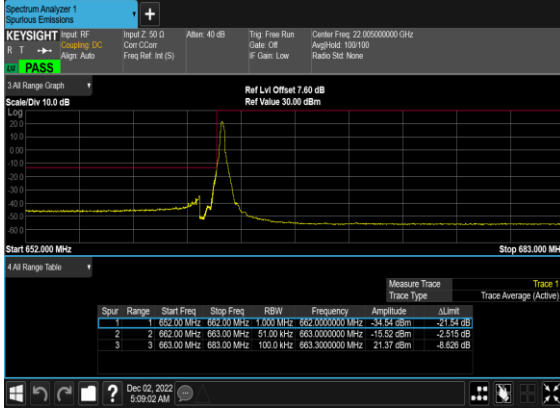 Spectrum Analyzer 1
Spurious Emissions
+
KEYSIGHT Input: RF Input Z: 50 Ω Atten: 40 dB Trig: Free Run Center Freq: 22.005000000 GHz
R T Coupling: DC Corr CCorr Gate: Off Avg|Hold: 100/100
Align: Auto Freq Ref: Int (S) IF Gain: Low Radio Std: None
LXI PASS
3 All Range Graph
Ref Lvl Offset 7.60 dB
Scale/Div 10.0 dB Ref Value 30.00 dBm
Log
20.0
10.0
0.00
-10.0
-20.0
-30.0
-40.0
-50.0
-60.0
Start 652.000 MHz Stop 683.000 MHz
4 All Range Table
Measure Trace Trace 1
Trace Type Trace Average (Active)
Spur Range Start Freq Stop Freq RBW Frequency Amplitude ΔLimit
1 1 652.00 MHz 662.00 MHz 1.000 MHz 662.0000000 MHz -34.54 dBm -21.54 dB
2 2 662.00 MHz 663.00 MHz 51.00 kHz 663.0000000 MHz -15.52 dBm -2.515 dB
3 3 663.00 MHz 683.00 MHz 100.0 kHz 663.3000000 MHz 21.37 dBm -8.626 dB
? Dec 02, 2022
5:09:02 AM